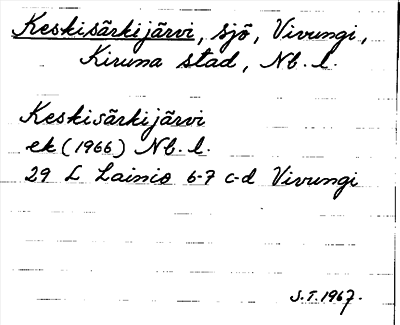 Keskisärkijärvi, sjö, Vivungi,
Kiruna stad, Nb. l.
Keskisärkijärvi
ek (1966) Nb. l.
29 L Lainio 6-7 c-d Vivungi
S.T. 1967.